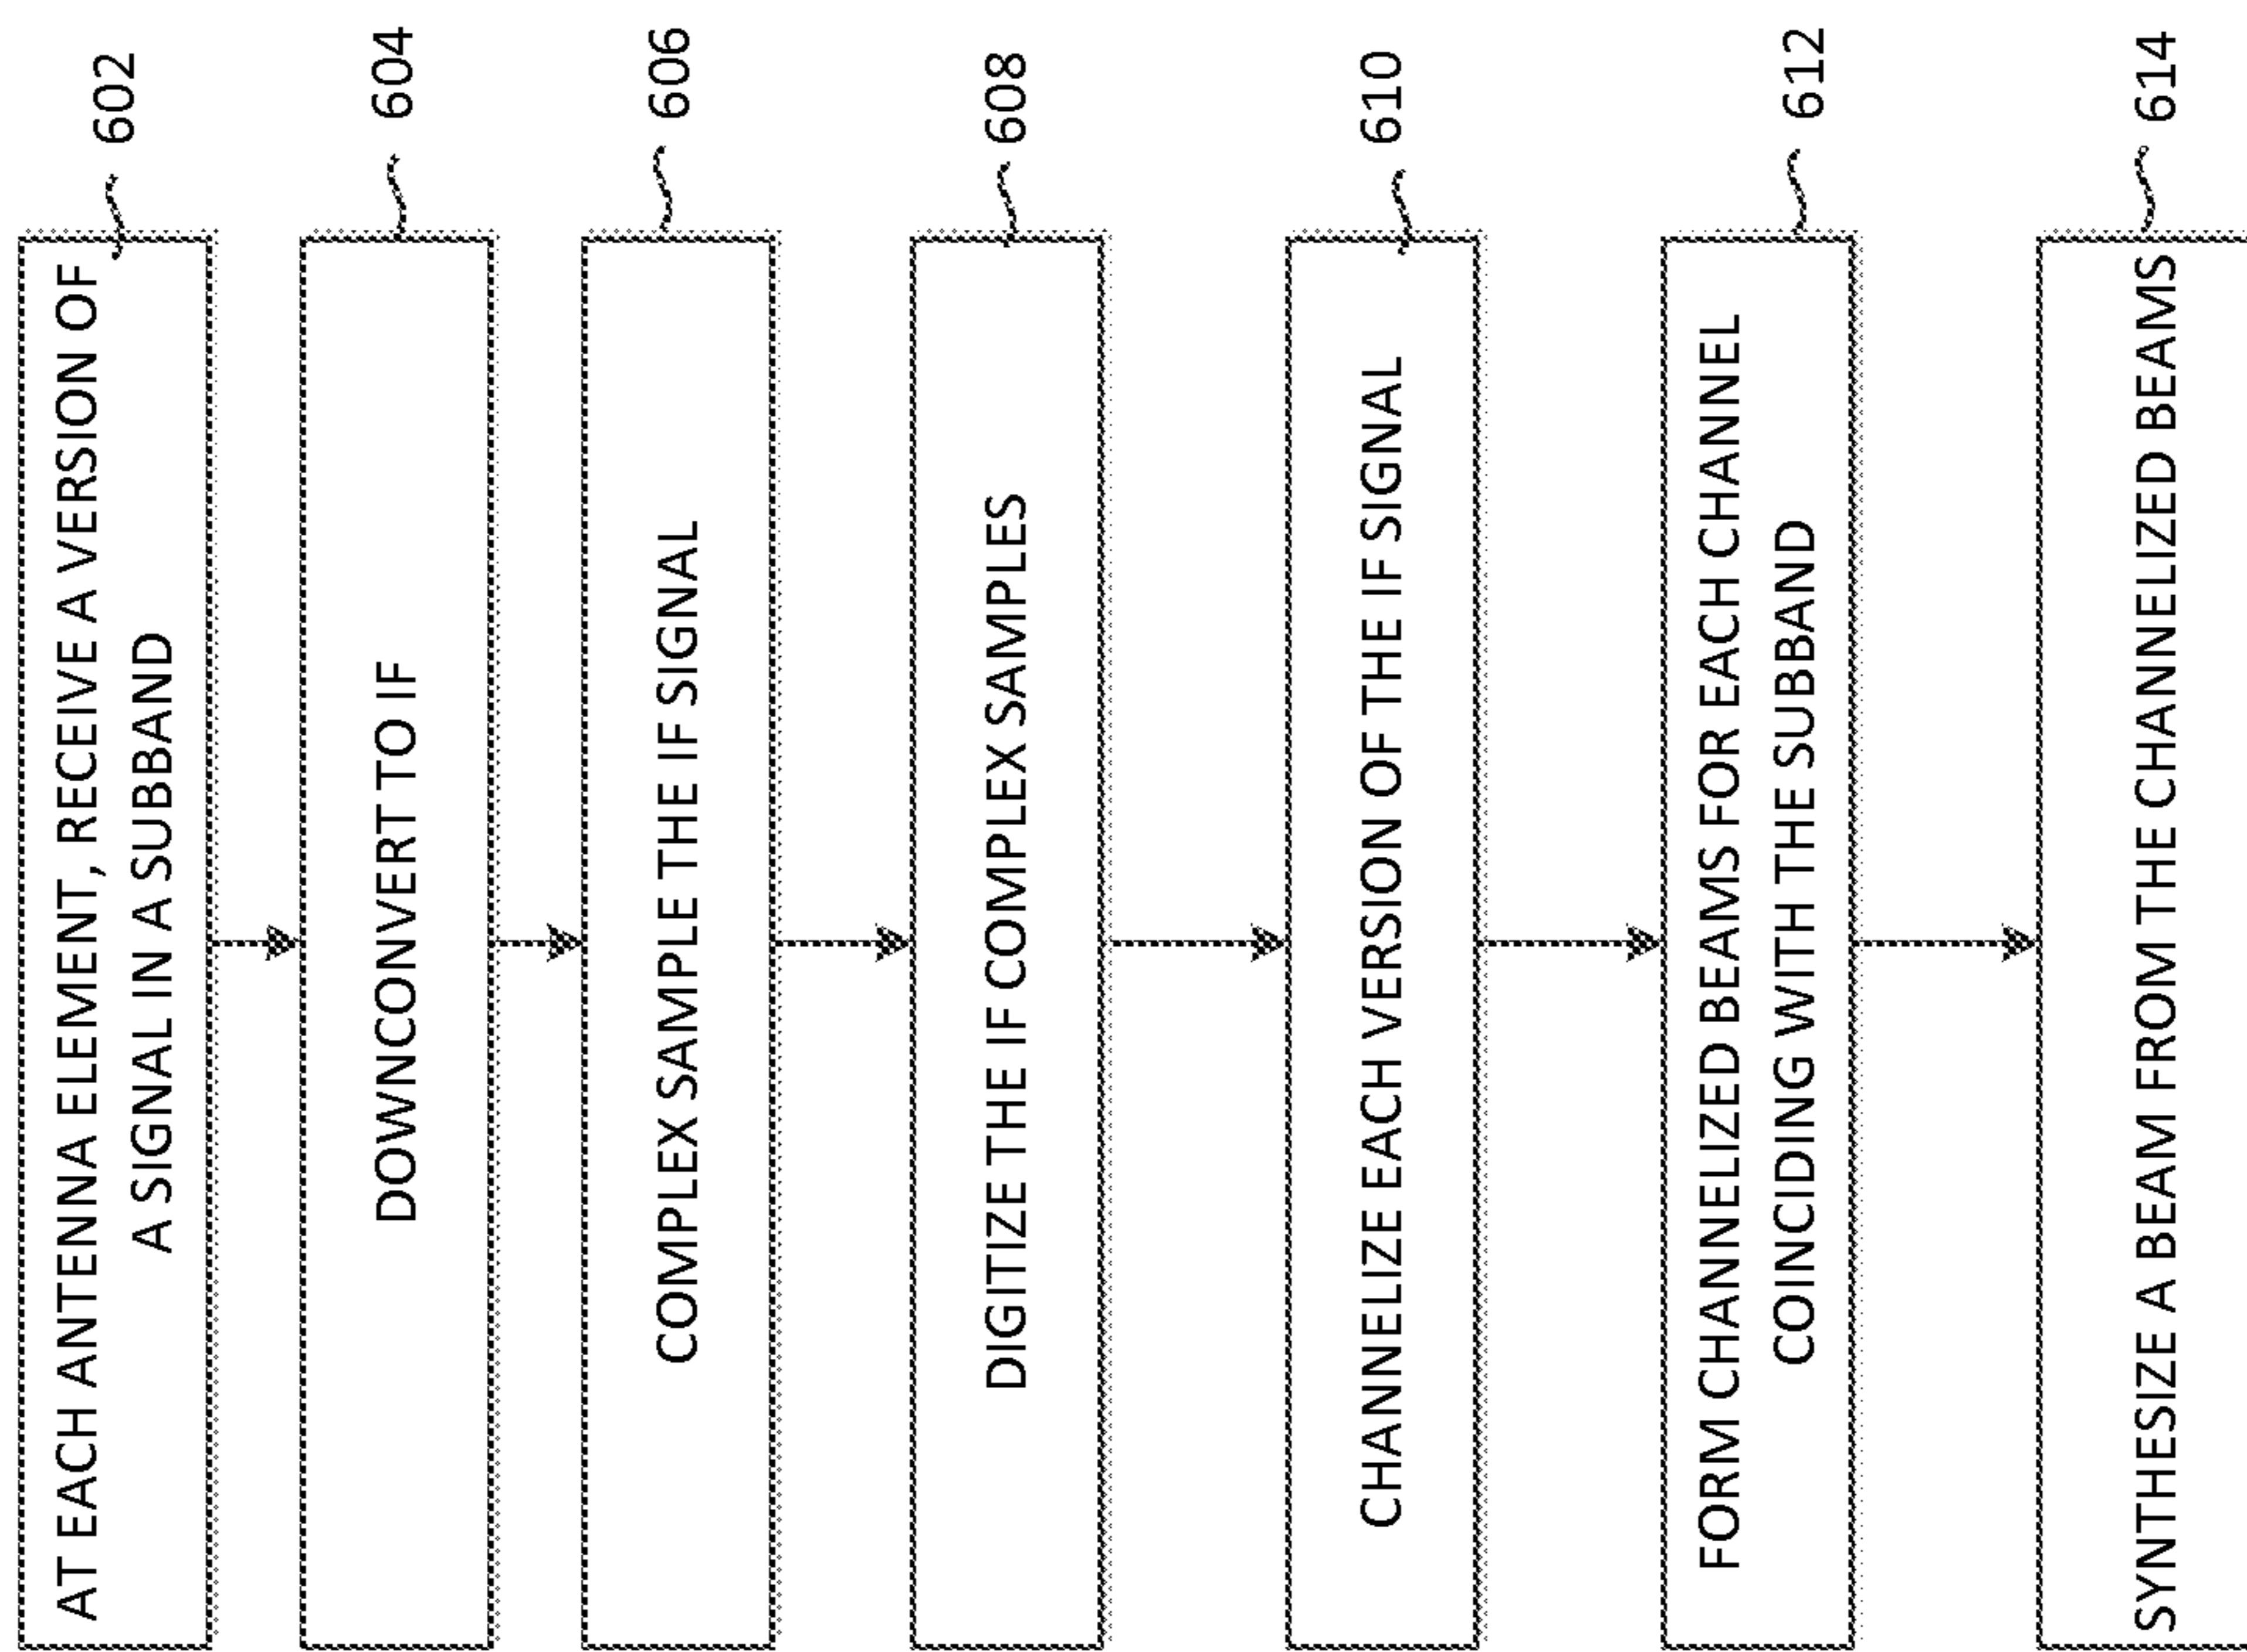 AT EACH ANTENNA ELEMENT, RECEIVE A VERSION OF
A SIGNAL IN A SUBBAND
602
DOWNCONVERT TO IF
604
COMPLEX SAMPLE THE IF SIGNAL
606
DIGITIZE THE IF COMPLEX SAMPLES
608
CHANNELIZE EACH VERSION OF THE IF SIGNAL
610
FORM CHANNELIZED BEAMS FOR EACH CHANNEL
COINCIDING WITH THE SUBBAND
612
SYNTHESIZE A BEAM FROM THE CHANNELIZED BEAMS
614